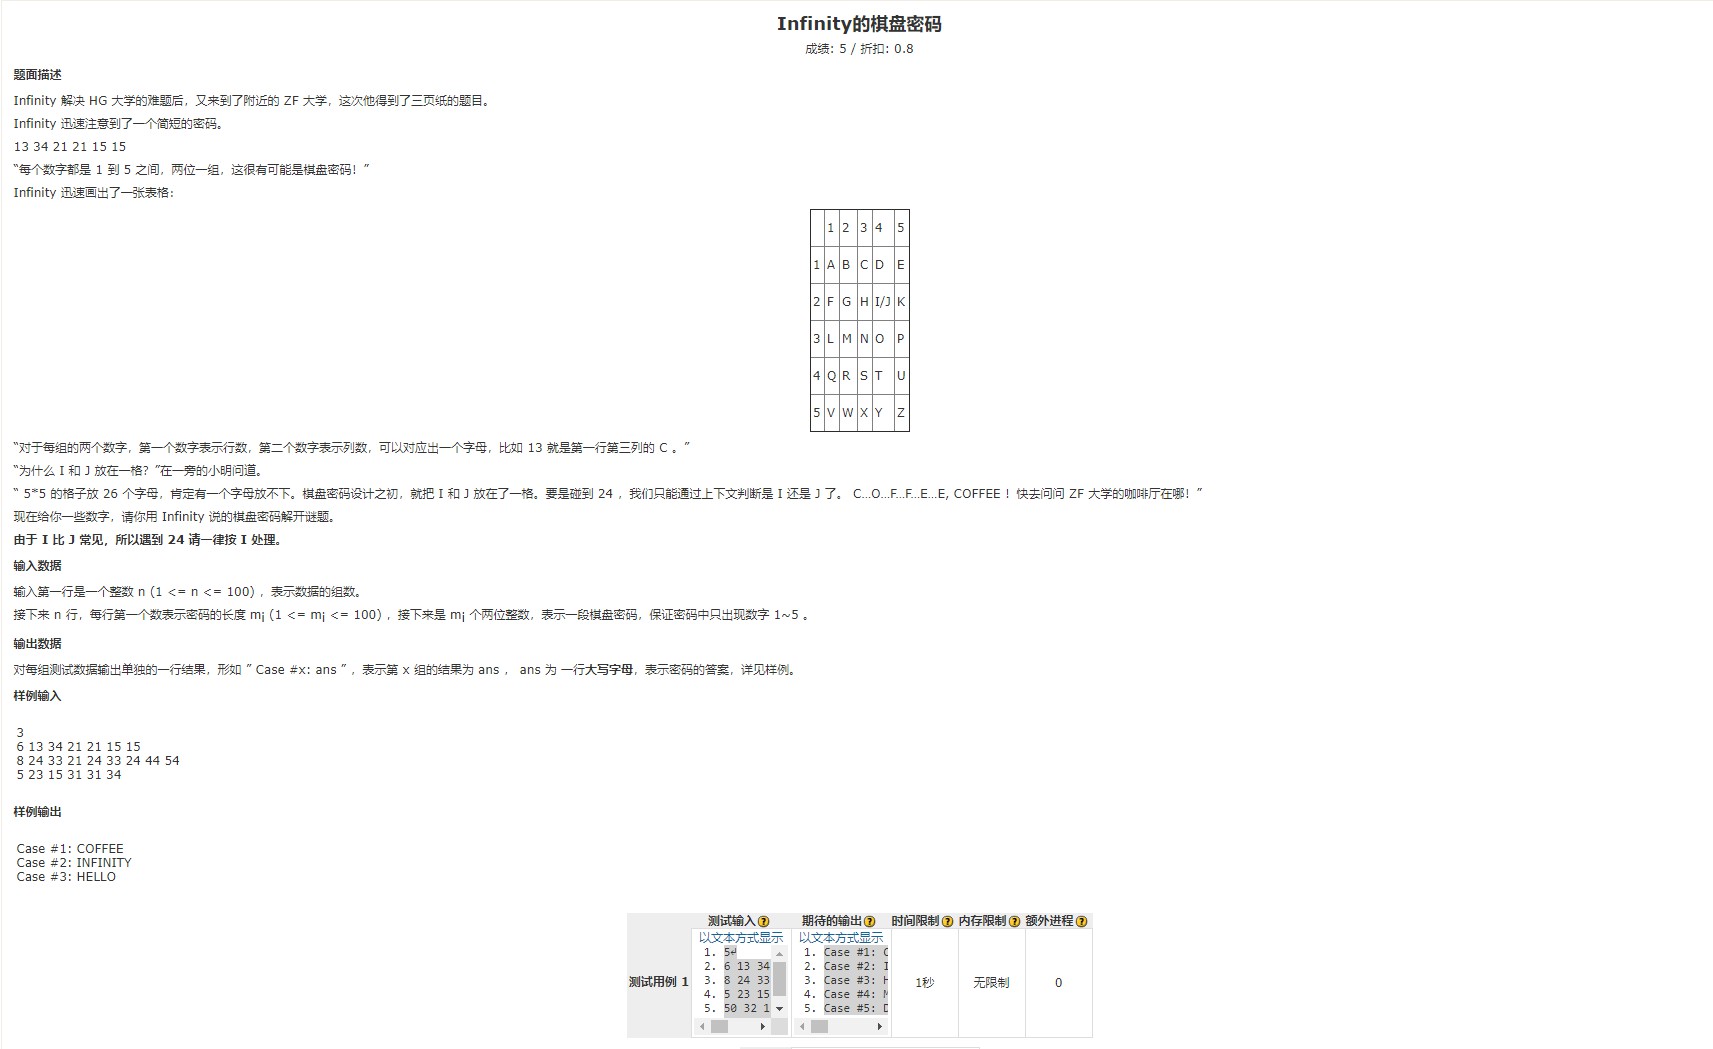 Infinity的棋盘密码
成绩: 5 / 折扣: 0.8
题面描述
Infinity 解决 HG 大学的难题后，又来到了附近的 ZF 大学，这次他得到了三页纸的题目。
Infinity 迅速注意到了一个简短的密码。
13 34 21 21 15 15
“每个数字都是 1 到 5 之间，两位一组，这很有可能是棋盘密码！”
Infinity 迅速画出了一张表格：
1 2 3 4 5
1 A B C D E
2 F G H I/J K
3 L M N O P
4 Q R S T U
5 V W X Y Z
“对于每组的两个数字，第一个数字表示行数，第二个数字表示列数，可以对应出一个字母，比如 13 就是第一行第三列的 C 。”
“为什么 I 和 J 放在一格？”在一旁的小明问道。
“ 5*5 的格子放 26 个字母，肯定有一个字母放不下。棋盘密码设计之初，就把 I 和 J 放在了一格。要是碰到 24 ，我们只能通过上下文判断是 I 还是 J 了。 C...O...F...F...E...E, COFFEE ！快去问问 ZF 大学的咖啡厅在哪！”
现在给你一些数字，请你用 Infinity 说的棋盘密码解开谜题。
由于 I 比 J 常见，所以遇到 24 请一律按 I 处理。
输入数据
输入第一行是一个整数 n (1 <= n <= 100) ，表示数据的组数。
接下来 n 行，每行第一个数表示密码的长度 mi (1 <= mi <= 100) ，接下来是 mi 个两位整数，表示一段棋盘密码，保证密码中只出现数字 1~5 。
输出数据
对每组测试数据输出单独的一行结果，形如 ” Case #x: ans ” ，表示第 x 组的结果为 ans ， ans 为 一行大写字母，表示密码的答案，详见样例。
样例输入
3
6 13 34 21 21 15 15
8 24 33 21 24 33 24 44 54
5 23 15 31 31 34
样例输出
Case #1: COFFEE
Case #2: INFINITY
Case #3: HELLO
测试输入 期待的输出 时间限制 内存限制 额外进程
测试用例 1 以文本方式显示 以文本方式显示 1秒 无限制 0
1. 5↵ 1. Case #1:
2. 6 13 34 2. Case #2:
3. 8 24 33 3. Case #3:
4. 5 23 15 4. Case #4:
5. 50 32 1 5. Case #5: